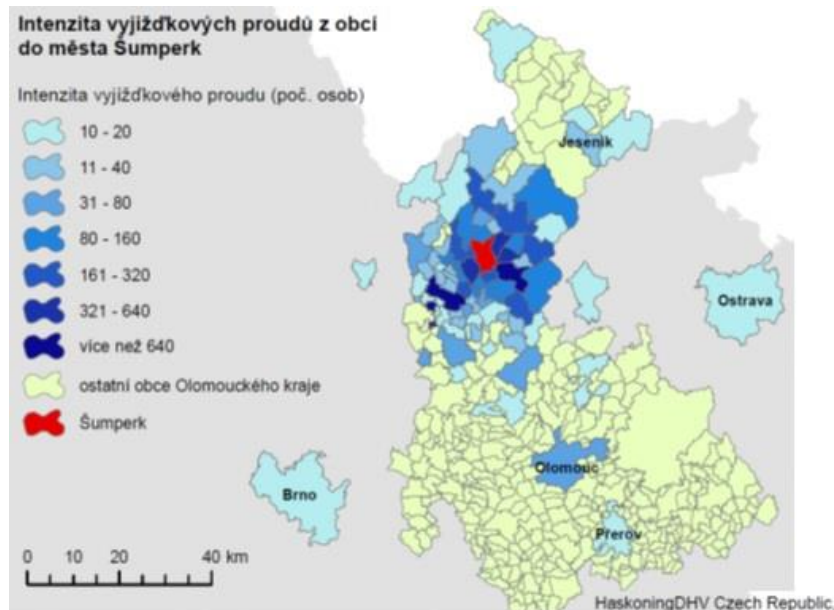 Intenzita vyjížďkových proudů z obcí
do města Šumperk
Intenzita vyjížďkového proudu (poč. osob)
10 - 20
11 - 40
31 - 80
80 - 160
161 - 320
321 - 640
více než 640
ostatní obce Olomouckého kraje
Šumperk
Jeseník
Ostrava
Olomouc
Brno
Přerov
0 10 20 40 km
HaskoningDHV Czech Republic